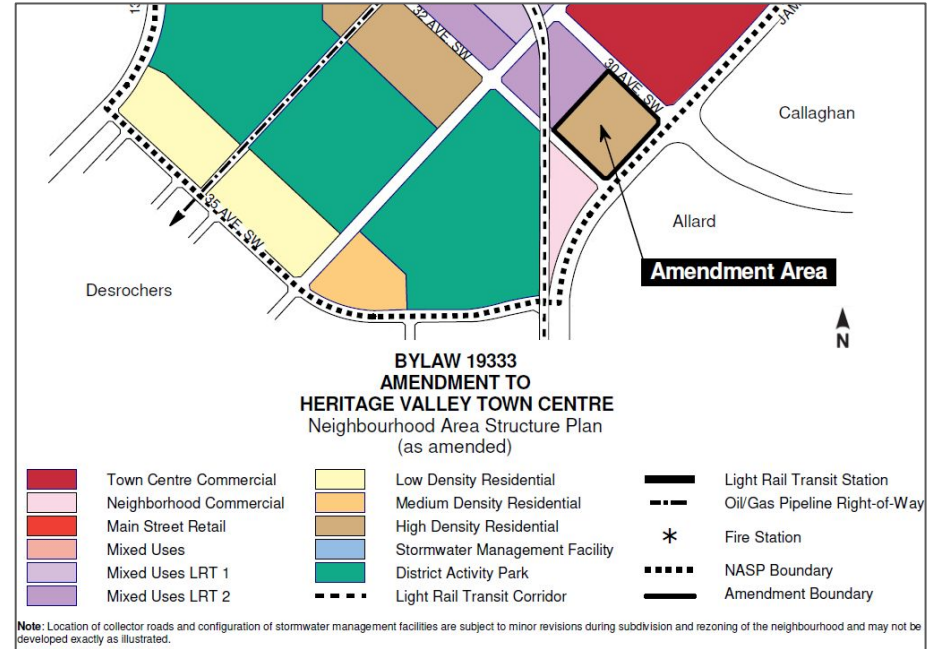 32 AVE. SW
30 AVE. SW
JAM
Callaghan
Allard
35 AVE. SW
Amendment Area
Desrochers
N
BYLAW 19333
AMENDMENT TO
HERITAGE VALLEY TOWN CENTRE
Neighbourhood Area Structure Plan
(as amended)
Town Centre Commercial
Neighborhood Commercial
Main Street Retail
Mixed Uses
Mixed Uses LRT 1
Mixed Uses LRT 2
Low Density Residential
Medium Density Residential
High Density Residential
Stormwater Management Facility
District Activity Park
Light Rail Transit Corridor
Light Rail Transit Station
Oil/Gas Pipeline Right-of-Way
Fire Station
NASP Boundary
Amendment Boundary
Note: Location of collector roads and configuration of stormwater management facilities are subject to minor revisions during subdivision and rezoning of the neighbourhood and may not be
developed exactly as illustrated.